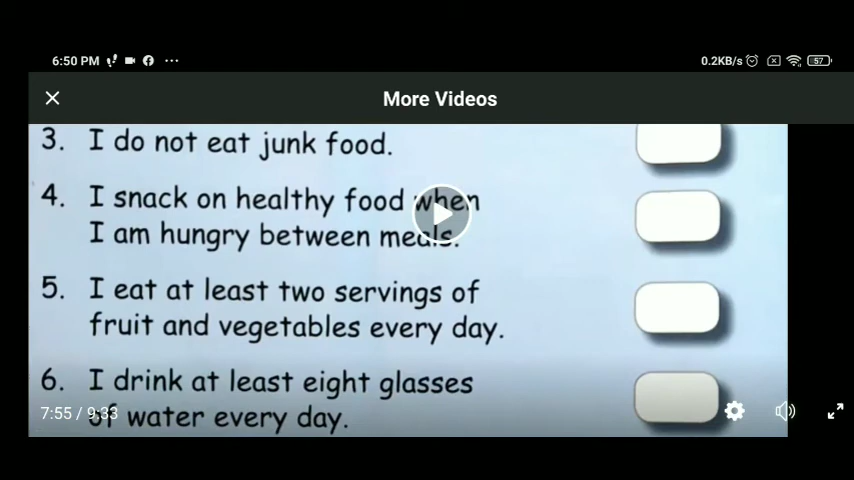 6:50 PM ...
0.2KB/s 57
More Videos
3. I do not eat junk food.
4. I snack on healthy food when
I am hungry between meals.
5. I eat at least two servings of
fruit and vegetables every day.
6. I drink at least eight glasses
of water every day.
7:55 / 9:33